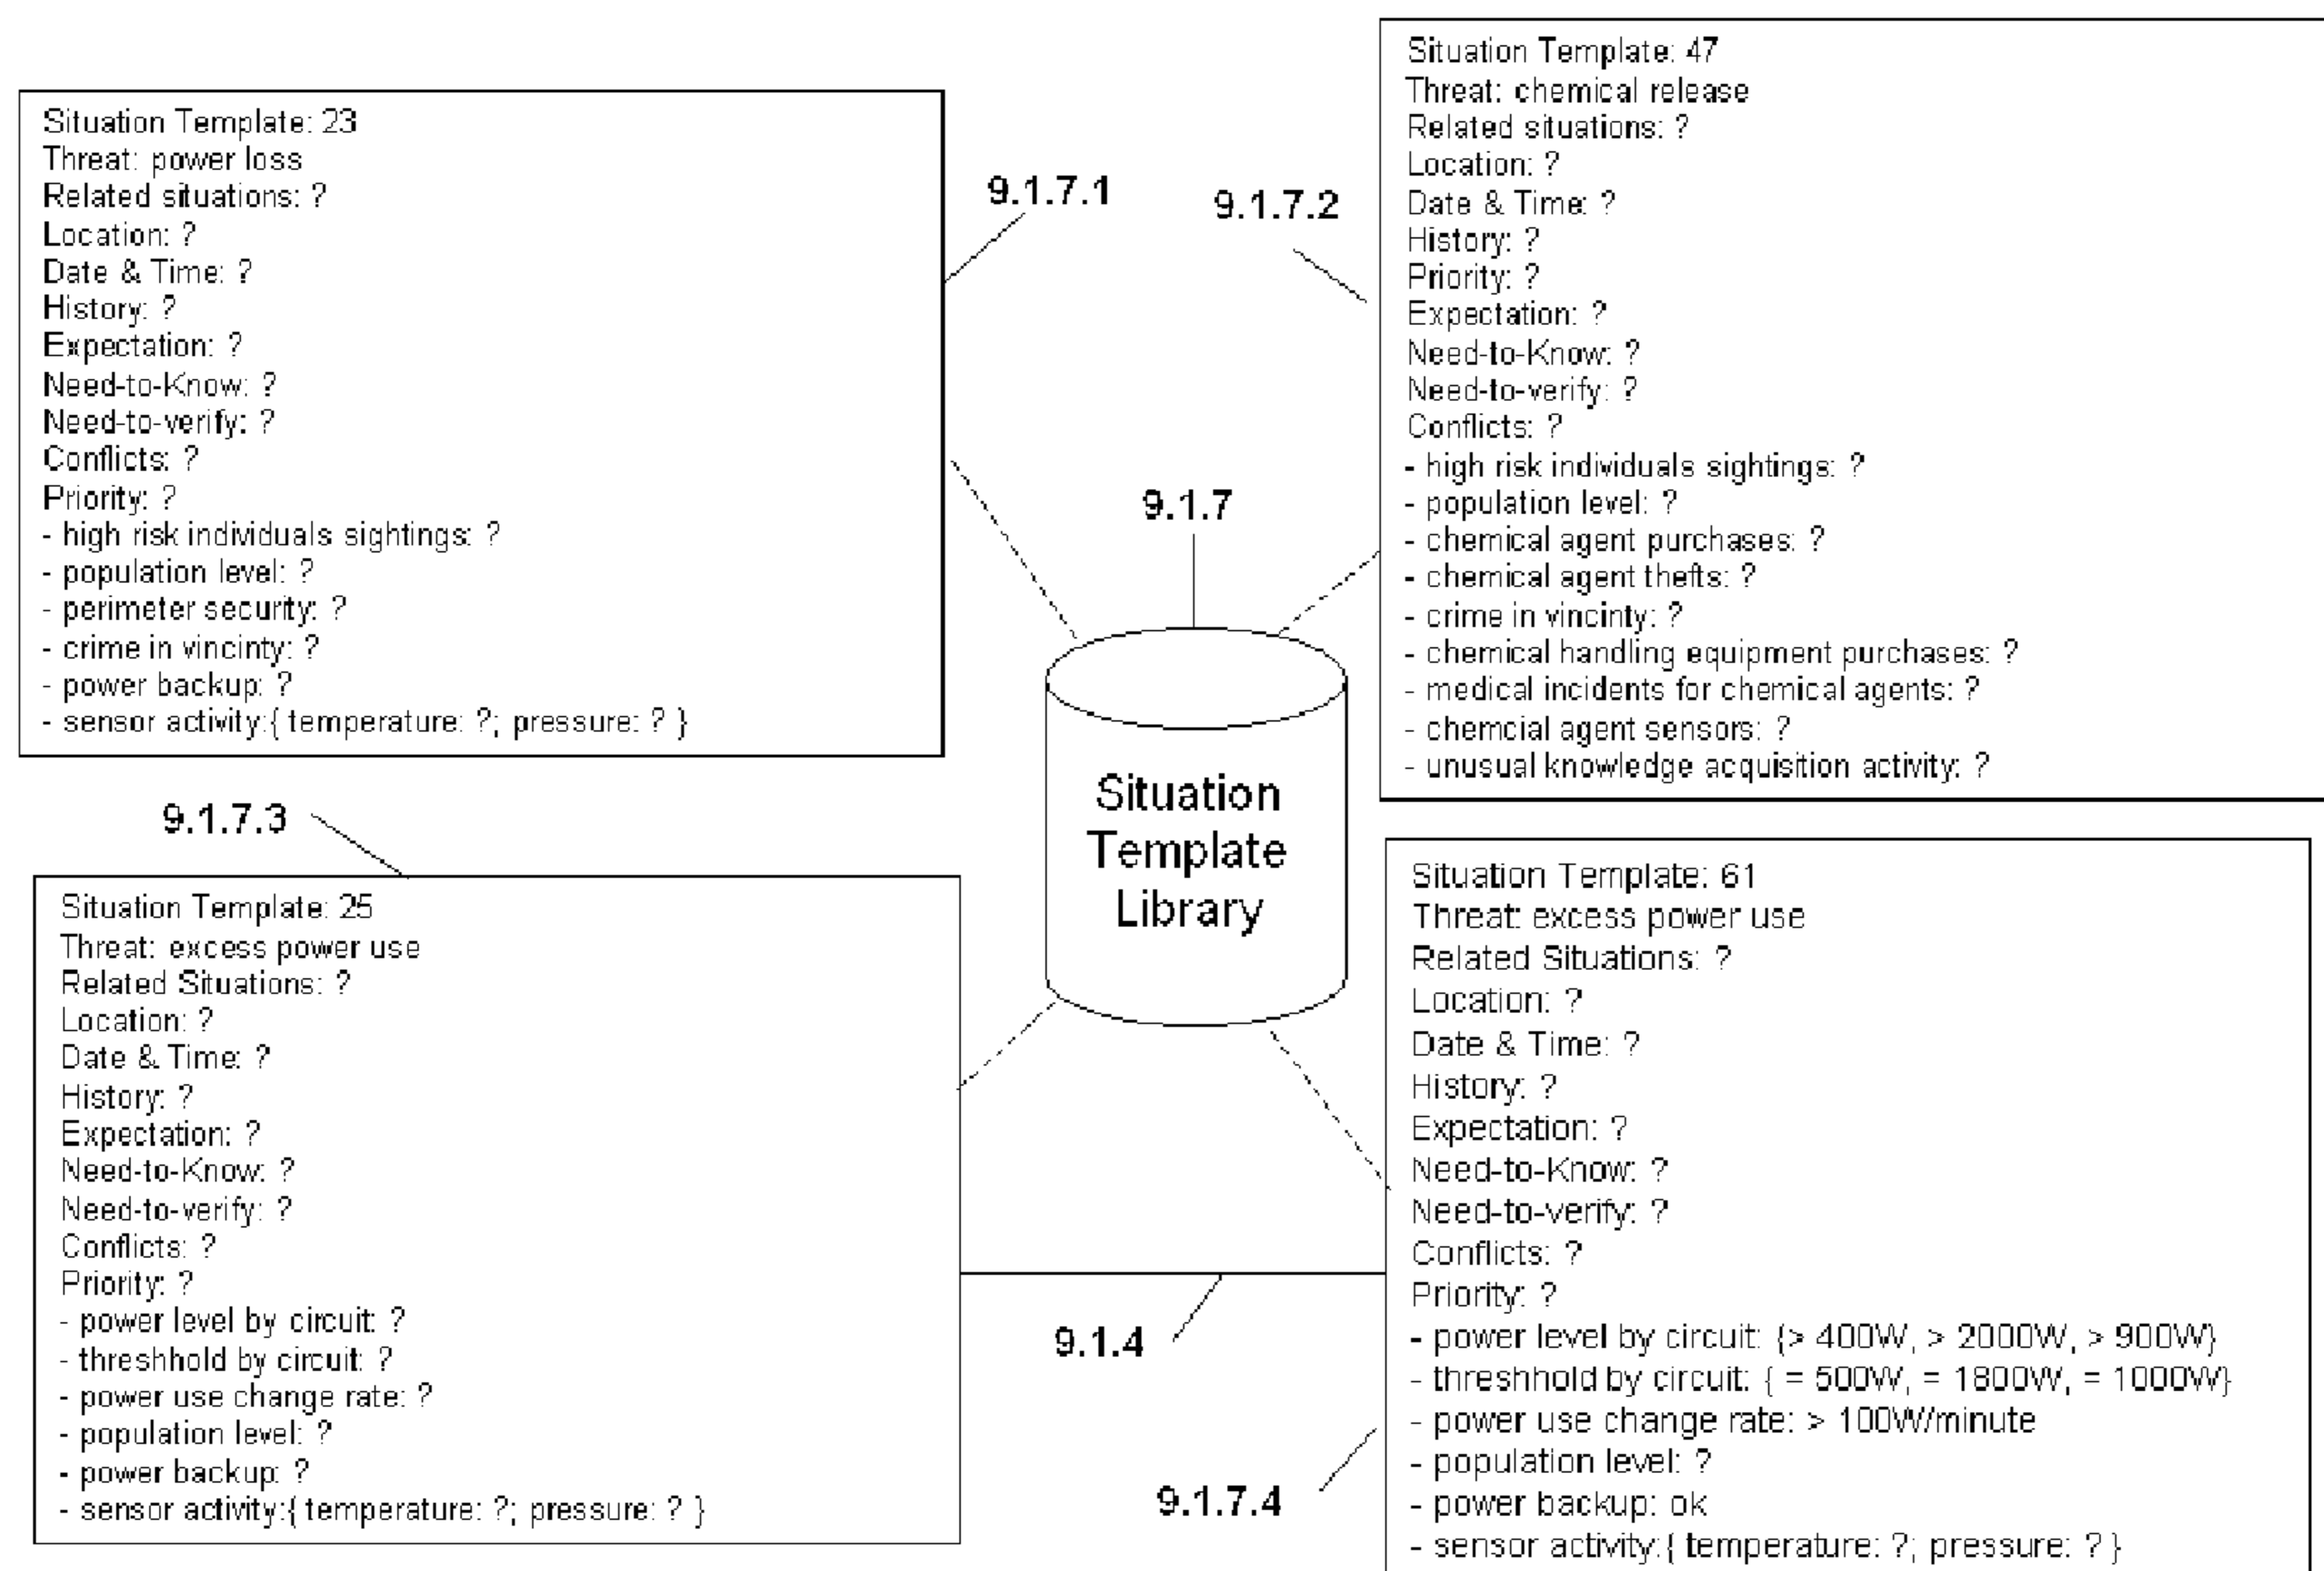 Situation Template: 23
Threat: power loss
Related situations: ?
Location: ?
Date & Time: ?
History: ?
Expectation: ?
Need-to-Know: ?
Need-to-verify: ?
Conflicts: ?
Priority: ?
- high risk individuals sightings: ?
- population level: ?
- perimeter security: ?
- crime in vincinty: ?
- power backup: ?
- sensor activity:{ temperature: ?; pressure: ? }
9.1.7.1
9.1.7.2
Situation Template: 47
Threat: chemical release
Related situations: ?
Location: ?
Date & Time: ?
History: ?
Priority: ?
Expectation: ?
Need-to-Know: ?
Need-to-verify: ?
Conflicts: ?
- high risk individuals sightings: ?
- population level: ?
- chemical agent purchases: ?
- chemical agent thefts: ?
- crime in vincinty: ?
- chemical handling equipment purchases: ?
- medical incidents for chemical agents: ?
- chemcial agent sensors: ?
- unusual knowledge acquisition activity: ?
9.1.7
Situation
Template
Library
9.1.7.3
Situation Template: 25
Threat: excess power use
Related Situations: ?
Location: ?
Date & Time: ?
History: ?
Expectation: ?
Need-to-Know: ?
Need-to-verify: ?
Conflicts: ?
Priority: ?
- power level by circuit: ?
- threshhold by circuit: ?
- power use change rate: ?
- population level: ?
- power backup: ?
- sensor activity:{ temperature: ?; pressure: ? }
9.1.4
9.1.7.4
Situation Template: 61
Threat: excess power use
Related Situations: ?
Location: ?
Date & Time: ?
History: ?
Expectation: ?
Need-to-Know: ?
Need-to-verify: ?
Conflicts: ?
Priority: ?
- power level by circuit: {> 400W, > 2000W, > 900W}
- threshhold by circuit: { = 500W, = 1800W, = 1000W}
- power use change rate: > 100W/minute
- population level: ?
- power backup: ok
- sensor activity:{ temperature: ?; pressure: ? }